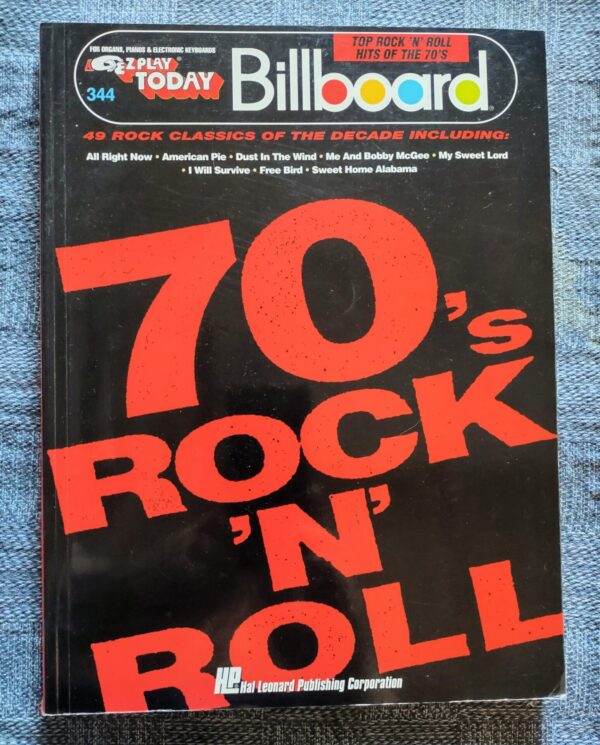 FOR ORGANS, PIANOS & ELECTRONIC KEYBOARDS
EZ PLAY®
TODAY
344
Billboard®
TOP ROCK 'N' ROLL
HITS OF THE 70'S
49 ROCK CLASSICS OF THE DECADE INCLUDING:
All Right Now • American Pie • Dust In The Wind • Me And Bobby McGee • My Sweet Lord
• I Will Survive • Free Bird • Sweet Home Alabama
70's
ROCK
'N'
ROLL
HL Hal Leonard Publishing Corporation